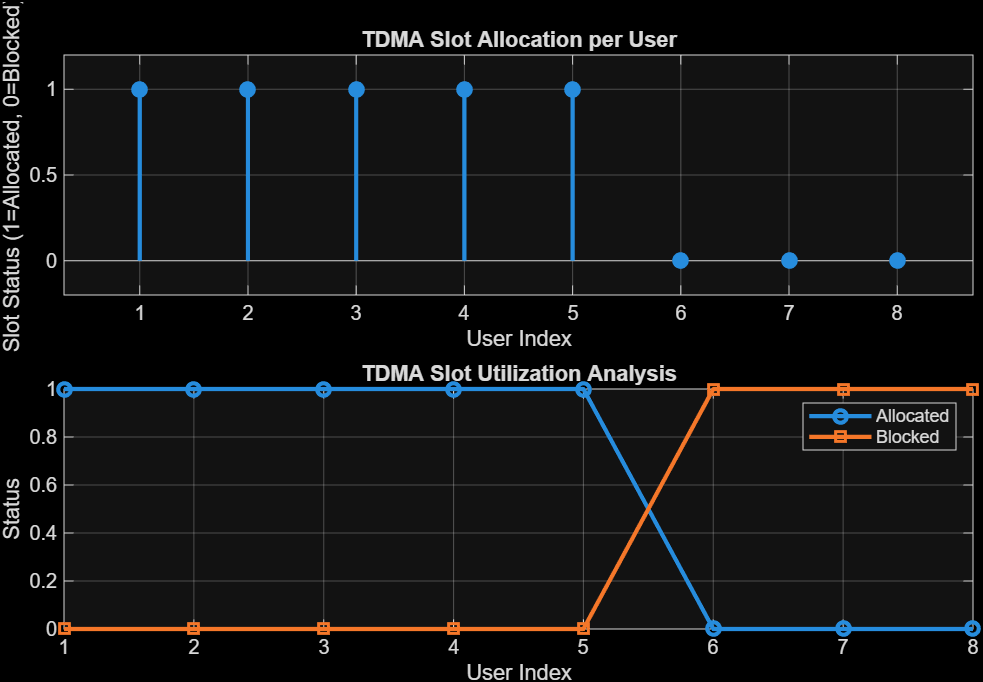 TDMA Slot Allocation per User
Slot Status (1=Allocated, 0=Blocked)
1
0.5
0
1 2 3 4 5 6 7 8
User Index
TDMA Slot Utilization Analysis
Status
1
0.8
0.6
0.4
0.2
0
Allocated
Blocked
1 2 3 4 5 6 7 8
User Index